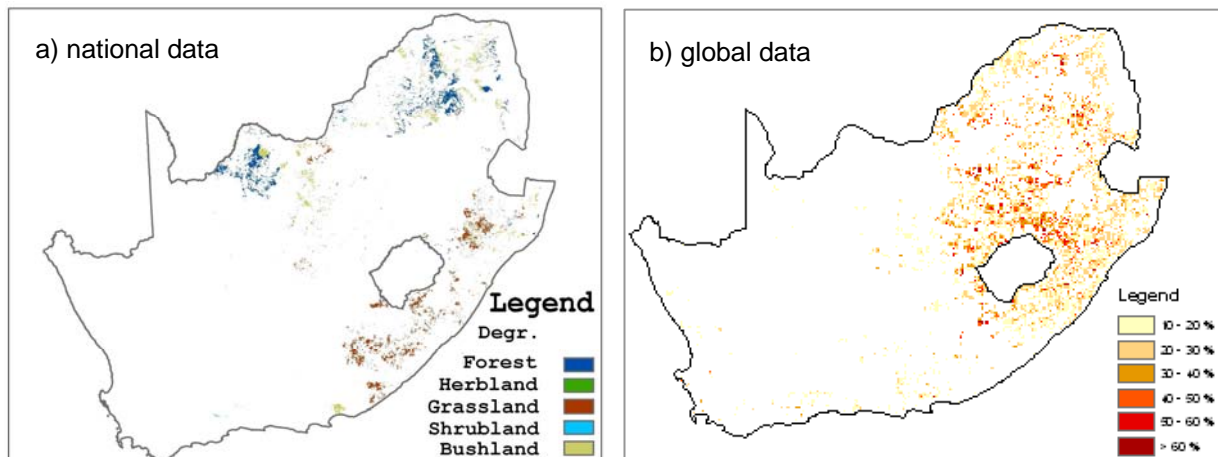 a) national data
Legend
Degr.
Forest
Herbland
Grassland
Shrubland
Bushland
b) global data
Legend
10 - 20 %
20 - 30 %
30 - 40 %
40 - 50 %
50 - 60 %
> 60 %